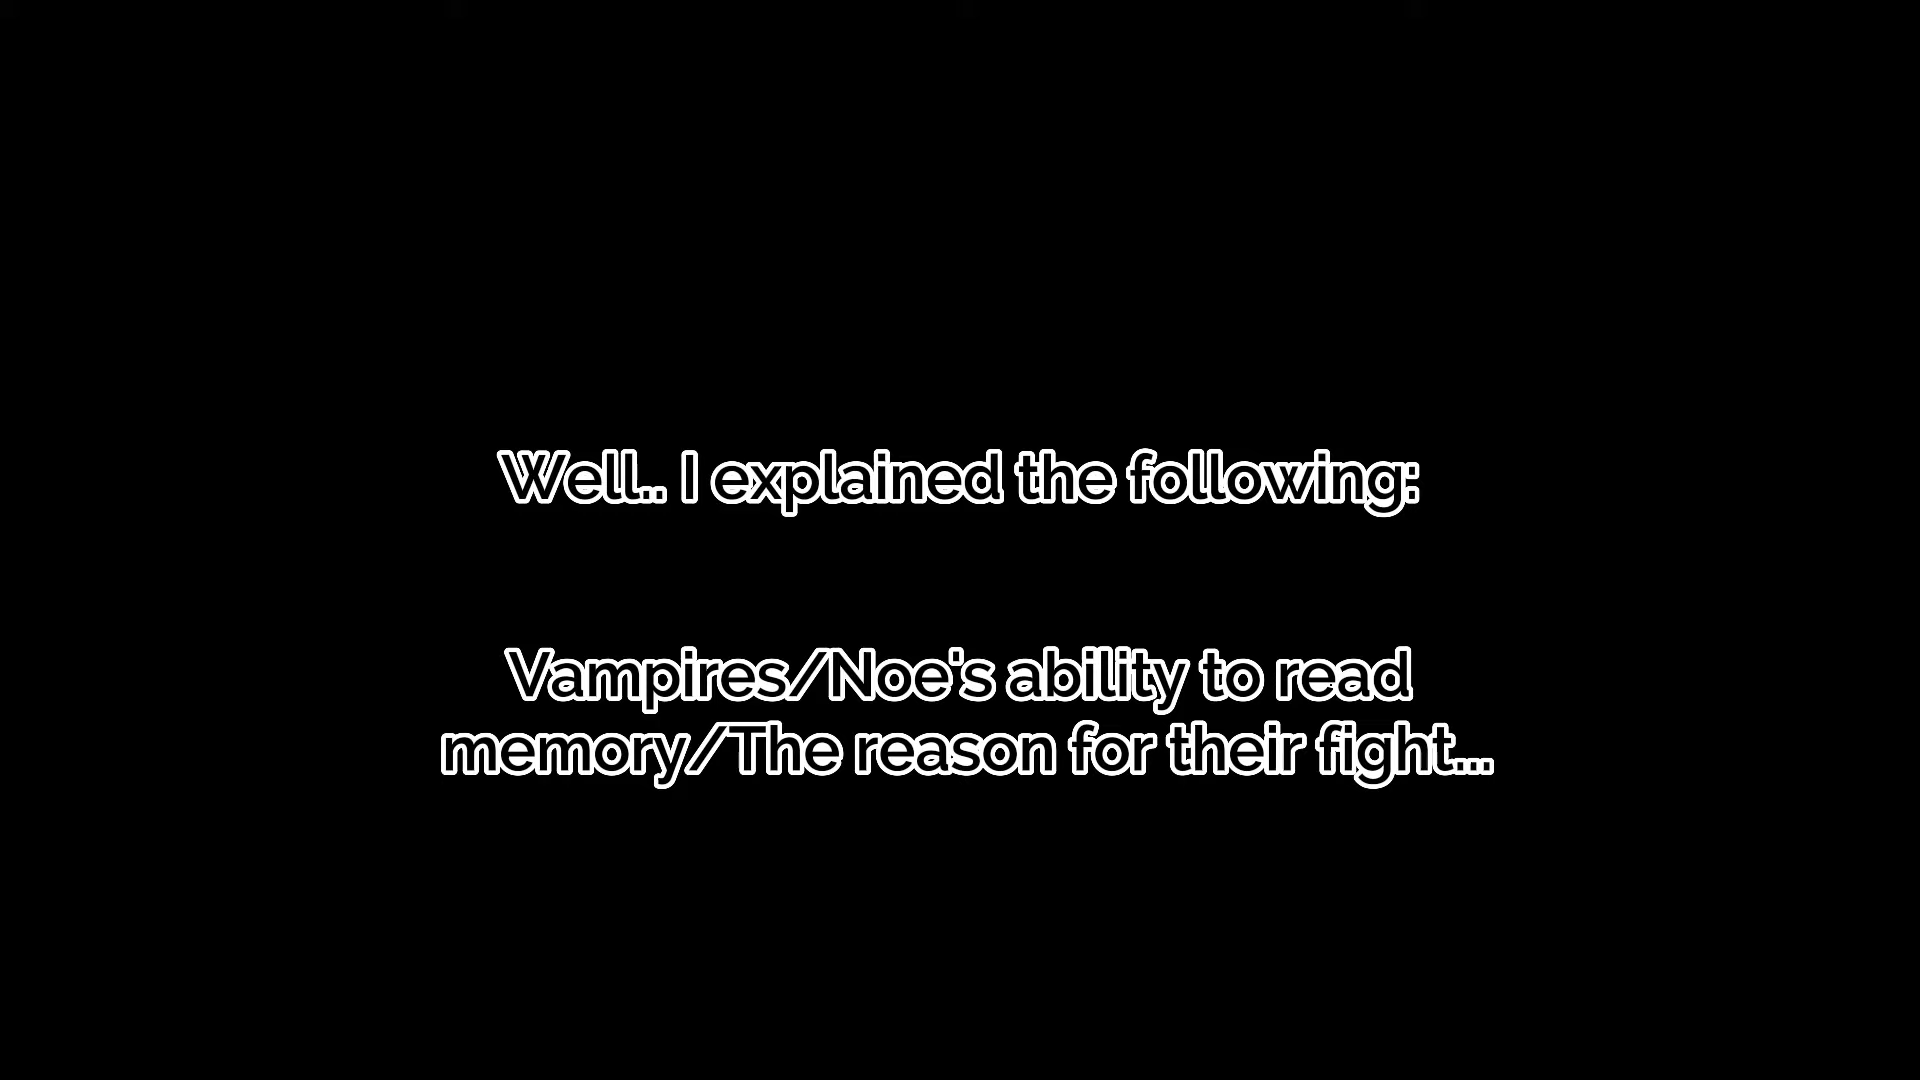 Well.. I explained the following:
Vampires/Noe's ability to read
memory/The reason for their fight...